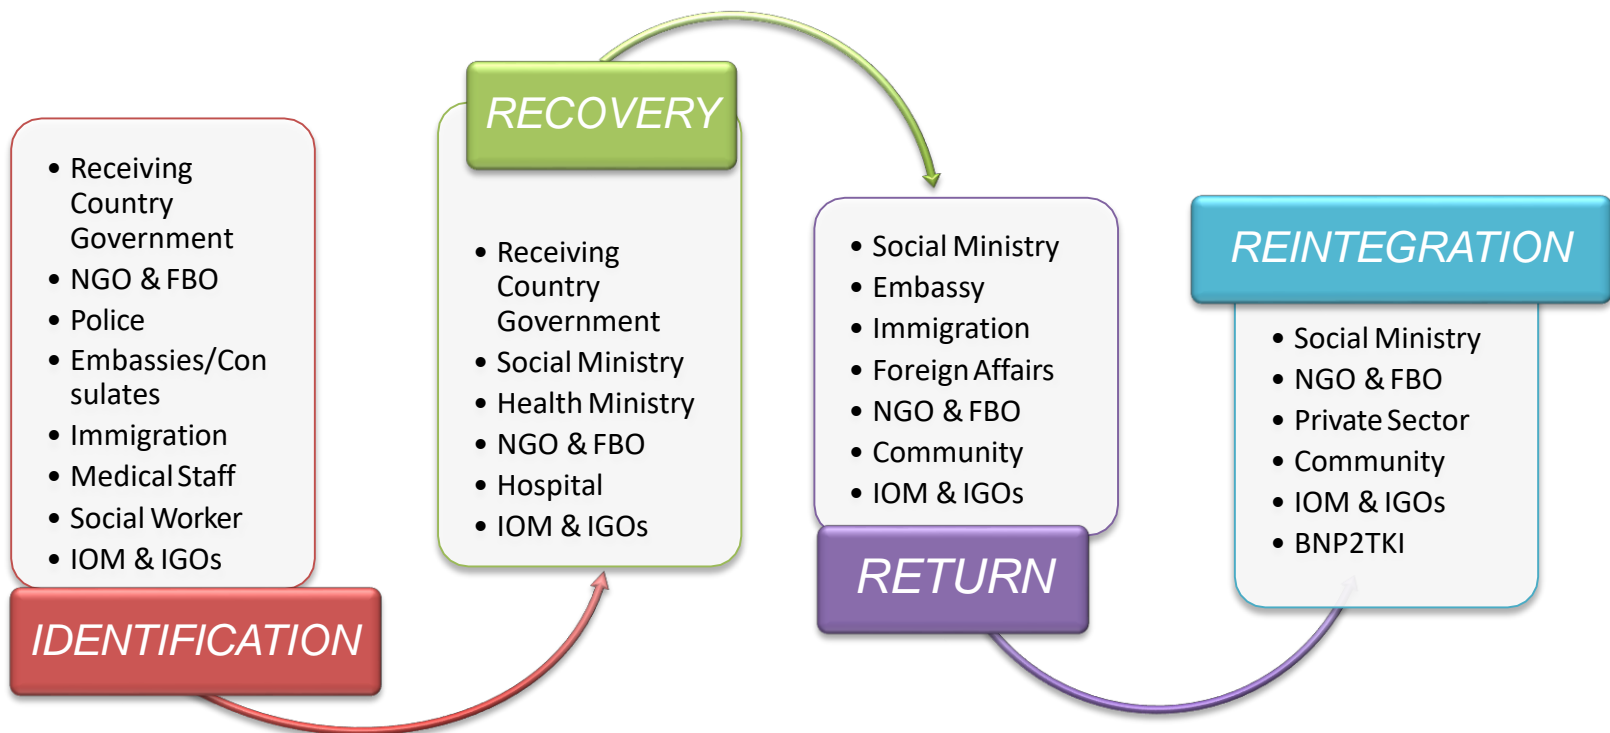 • Receiving
Country
Government
• NGO & FBO
• Police
• Embassies/Con
sulates
• Immigration
• Medical Staff
• Social Worker
• IOM & IGOs
IDENTIFICATION
RECOVERY
• Receiving
Country
Government
• Social Ministry
• Health Ministry
• NGO & FBO
• Hospital
• IOM & IGOs
• Social Ministry
• Embassy
• Immigration
• Foreign Affairs
• NGO & FBO
• Community
• IOM & IGOs
RETURN
REINTEGRATION
• Social Ministry
• NGO & FBO
• Private Sector
• Community
• IOM & IGOs
• BNP2TKI